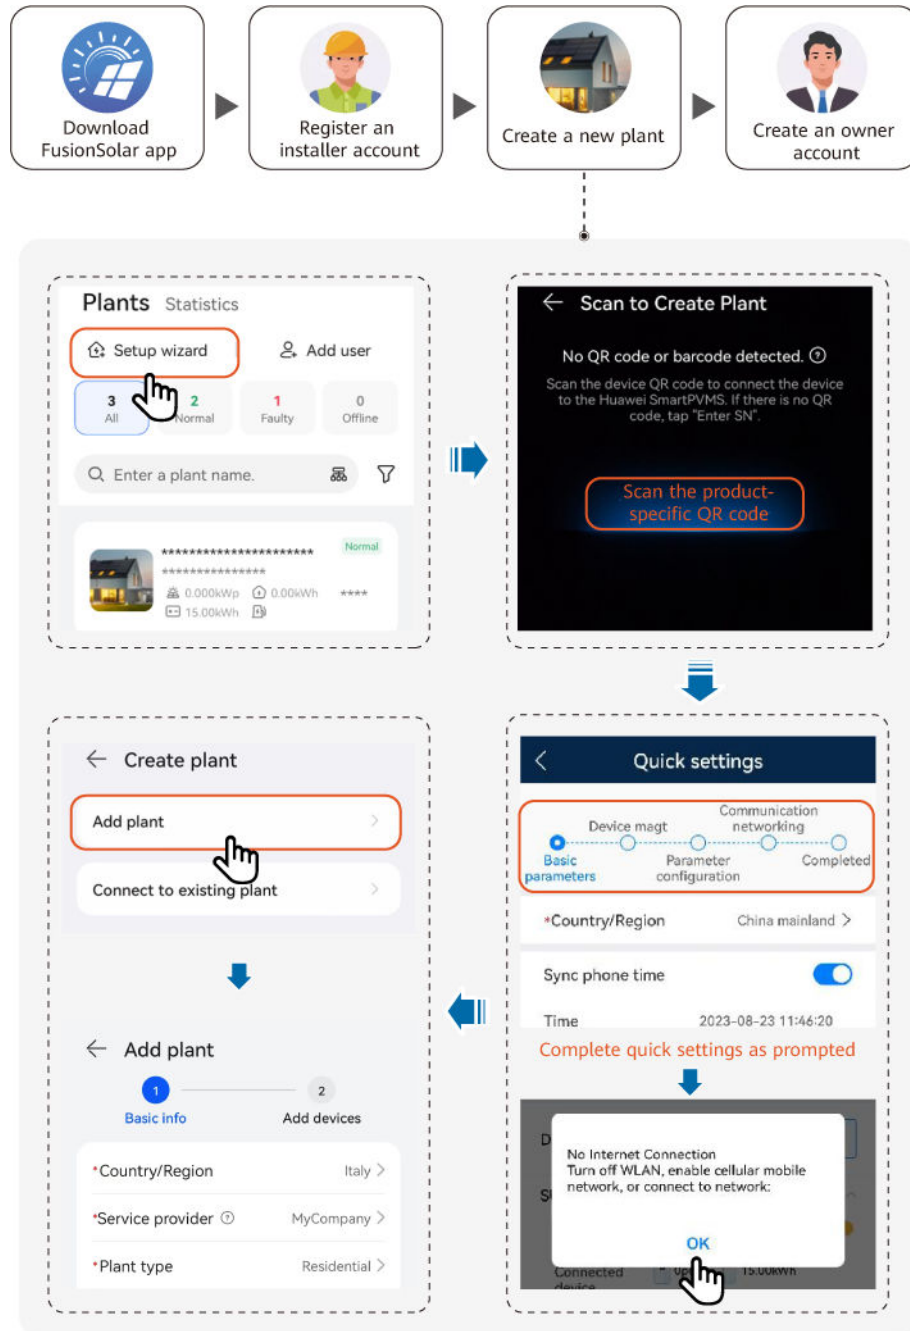 Download
FusionSolar app
Register an
installer account
Create a new plant
Create an owner
account
Plants Statistics
Setup wizard
Add user
3
All
2
Normal
1
Faulty
0
Offline
Enter a plant name.
**********************
Normal
***************
0.000kWp 0.00kWh ****
15.00kWh
Scan to Create Plant
No QR code or barcode detected.
Scan the device QR code to connect the device
to the Huawei SmartPVMS. If there is no QR
code, tap "Enter SN".
Scan the product-
specific QR code
Quick settings
Communication
Device magt networking
Basic Parameter Completed
parameters configuration
*Country/Region China mainland >
Sync phone time
Time 2023-08-23 11:46:20
Complete quick settings as prompted
No Internet Connection
Turn off WLAN, enable cellular mobile
network, or connect to network:
OK
Connected 15.00kWh
device
Create plant
Add plant >
Connect to existing plant >
Add plant
1 2
Basic info Add devices
*Country/Region Italy >
*Service provider MyCompany >
*Plant type Residential >